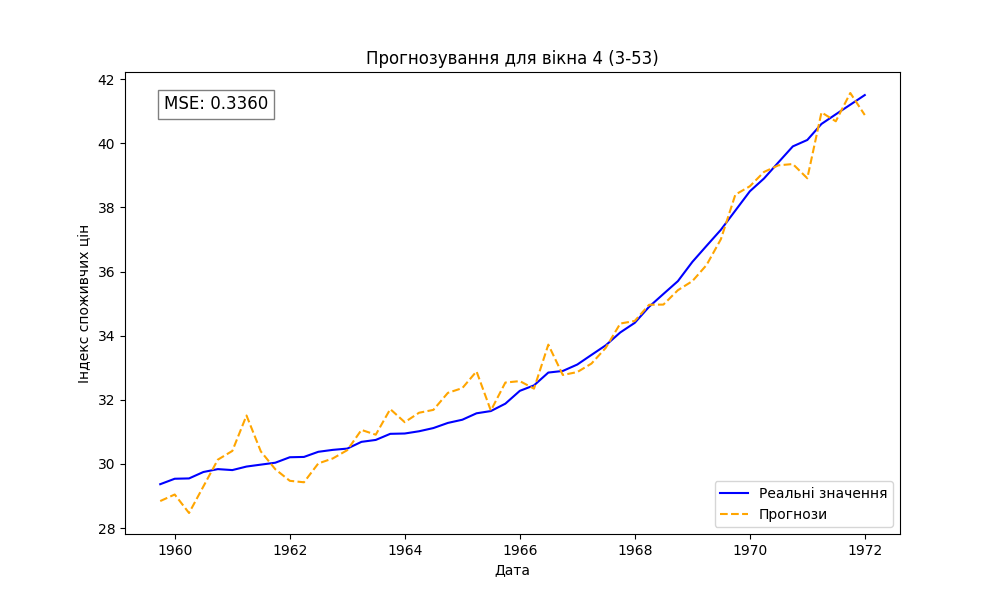 Прогнозування для вікна 4 (3-53)
MSE: 0.3360
42
40
38
36
34
32
30
28
Індекс споживчих цін
1960
1962
1964
1966
1968
1970
1972
Дата
Реальні значення
Прогнози